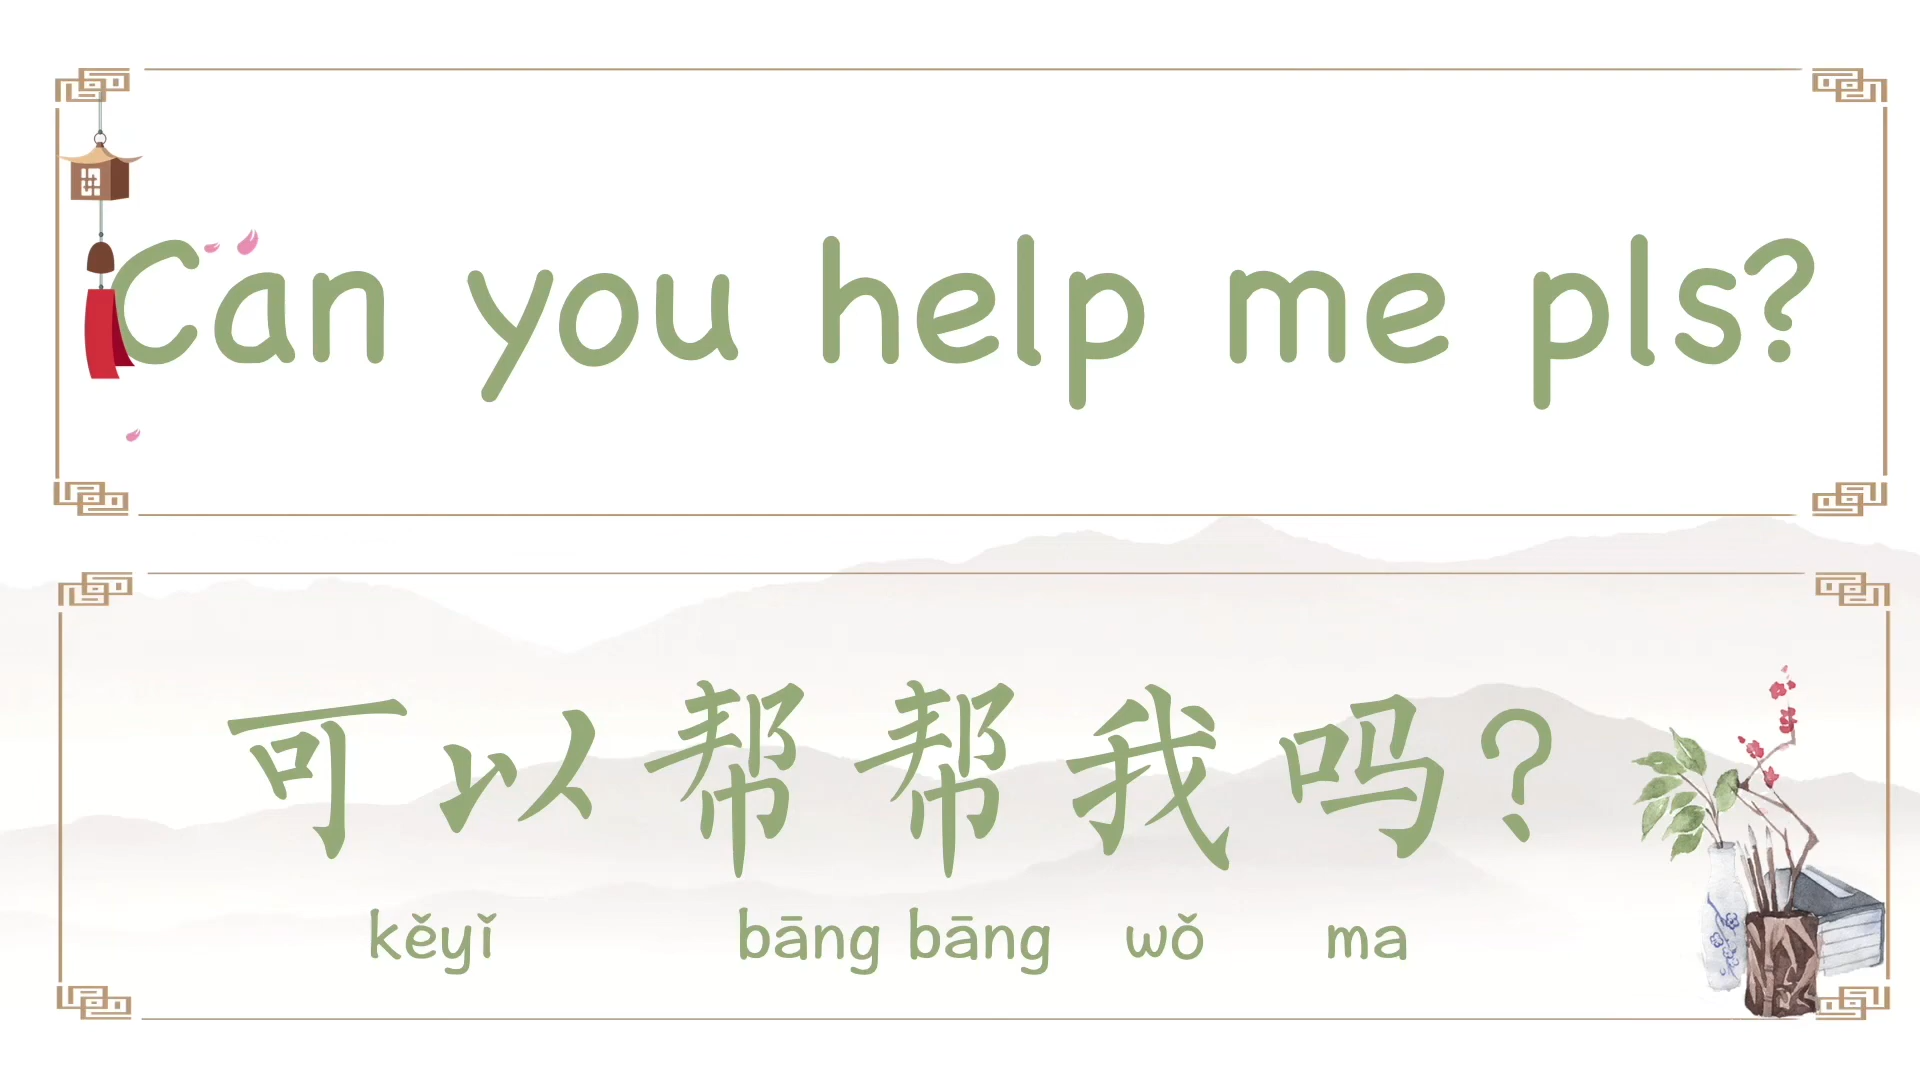 Can you help me pls?
可以帮帮我吗？
kěyǐ bāng bāng wǒ ma